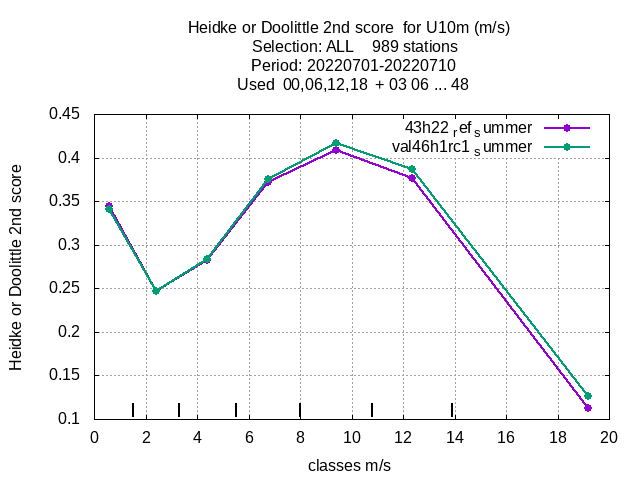 Heidke or Doolittle 2nd score  for U10m (m/s)
Selection: ALL    989 stations
Period: 20220701-20220710
Used  00,06,12,18  + 03 06 ... 48
43h22 refsummer
val46h1rc1 summer
Heidke or Doolittle 2nd score
0.45
0.4
0.35
0.3
0.25
0.2
0.15
0.1
0 2 4 6 8 10 12 14 16 18 20
classes m/s